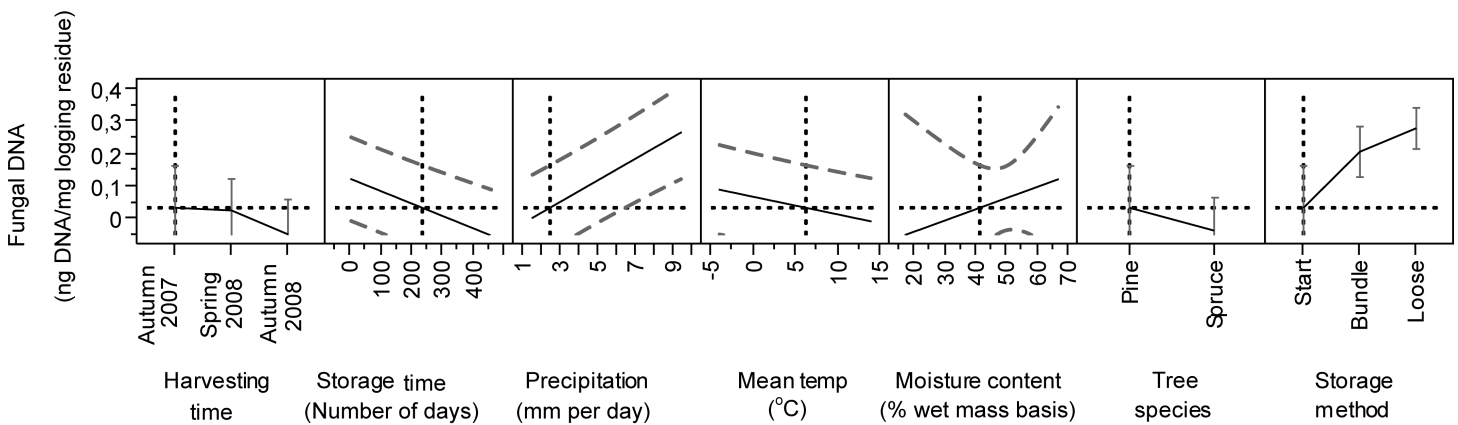 Fungal DNA
(ng DNA/mg logging residue)
0,4
0,3
0,2
0,1
0
Autumn
2007
Spring
2008
Autumn
2008
0
100
200
300
400
1
3
5
7
9
-5
0
5
10
15
20
30
40
50
60
70
Pine
Spruce
Start
Bundle
Loose
Harvesting
time
Storage time
(Number of days)
Precipitation
(mm per day)
Mean temp
(°C)
Moisture content
(% wet mass basis)
Tree
species
Storage
method